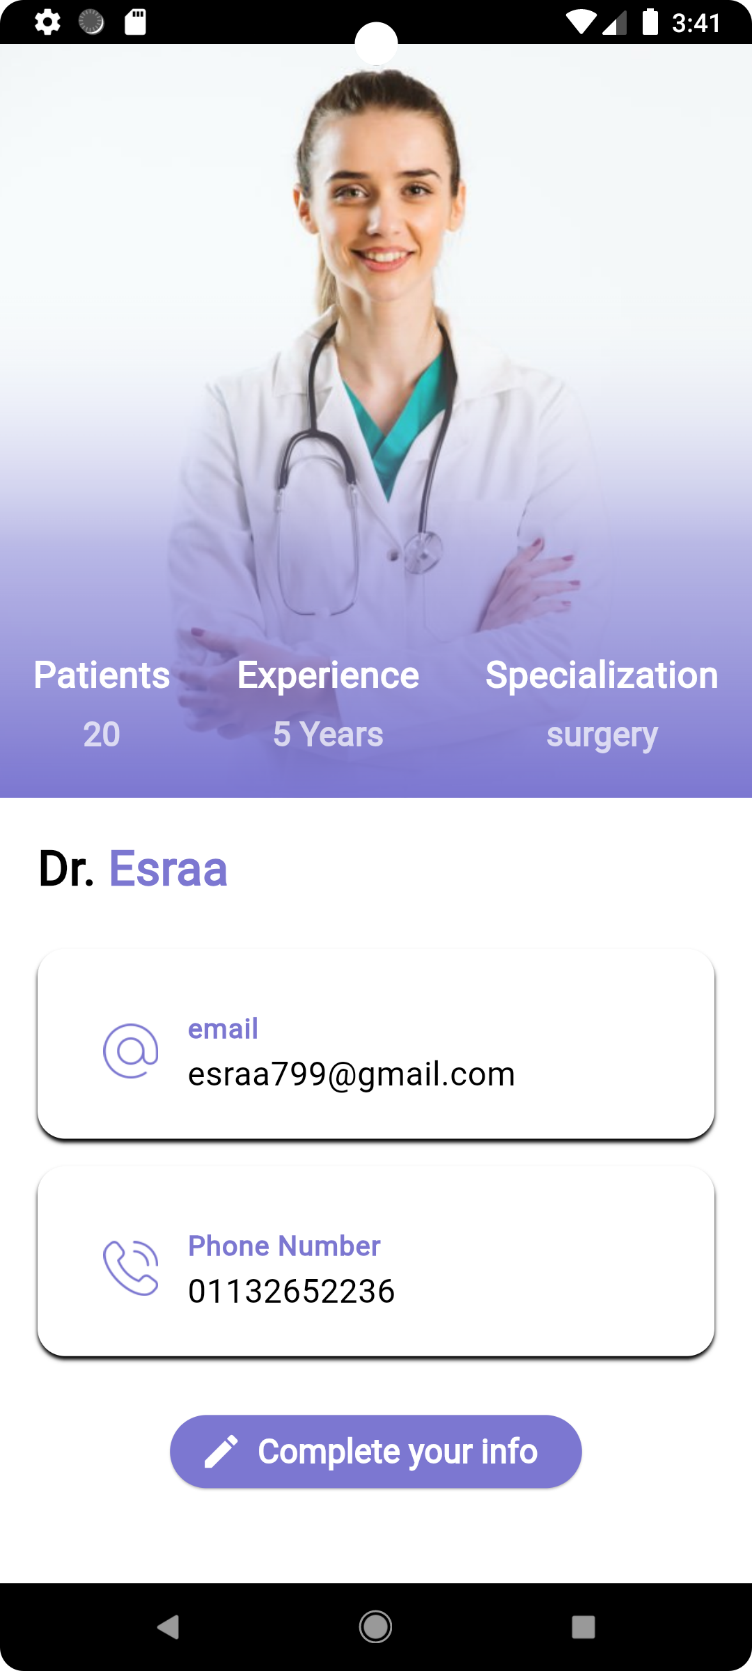 3:41
Patients Experience Specialization
20 5 Years surgery
Dr. Esraa
email
esraa799@gmail.com
Phone Number
01132652236
Complete your info